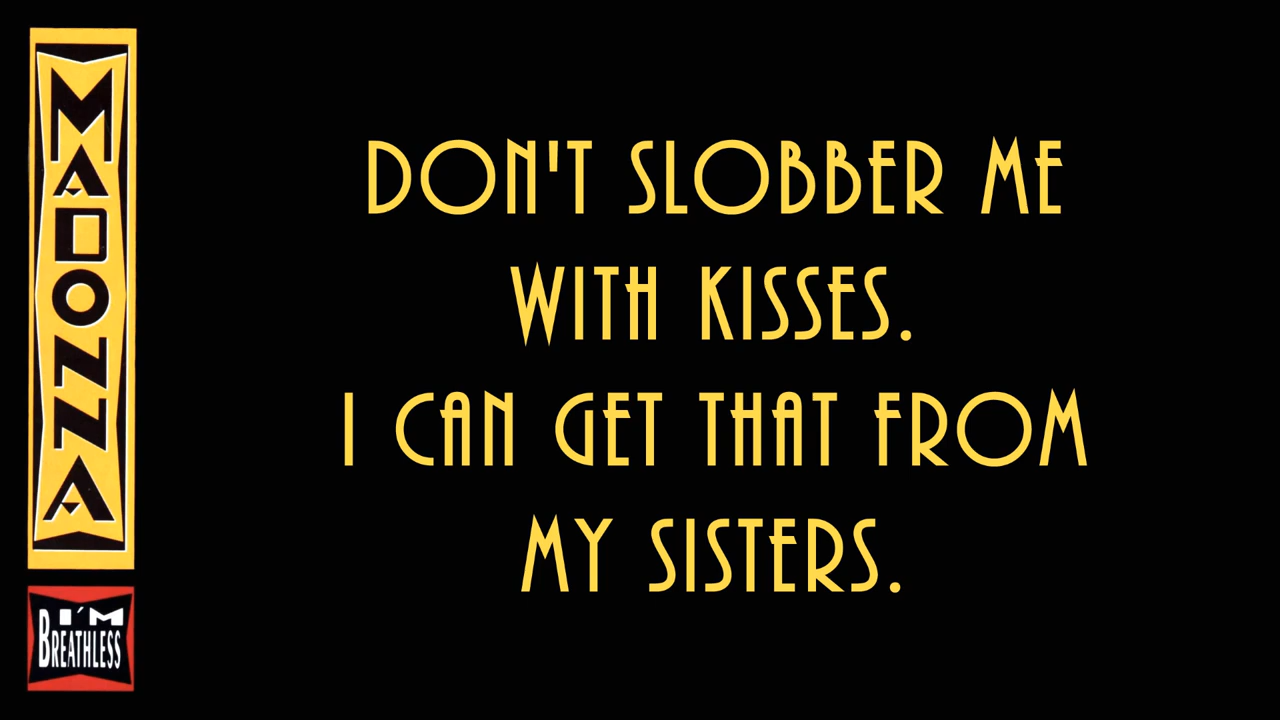 MADONNA
I'M
BREATHLESS
DON'T SLOBBER ME
WITH KISSES.
I CAN GET THAT FROM
MY SISTERS.